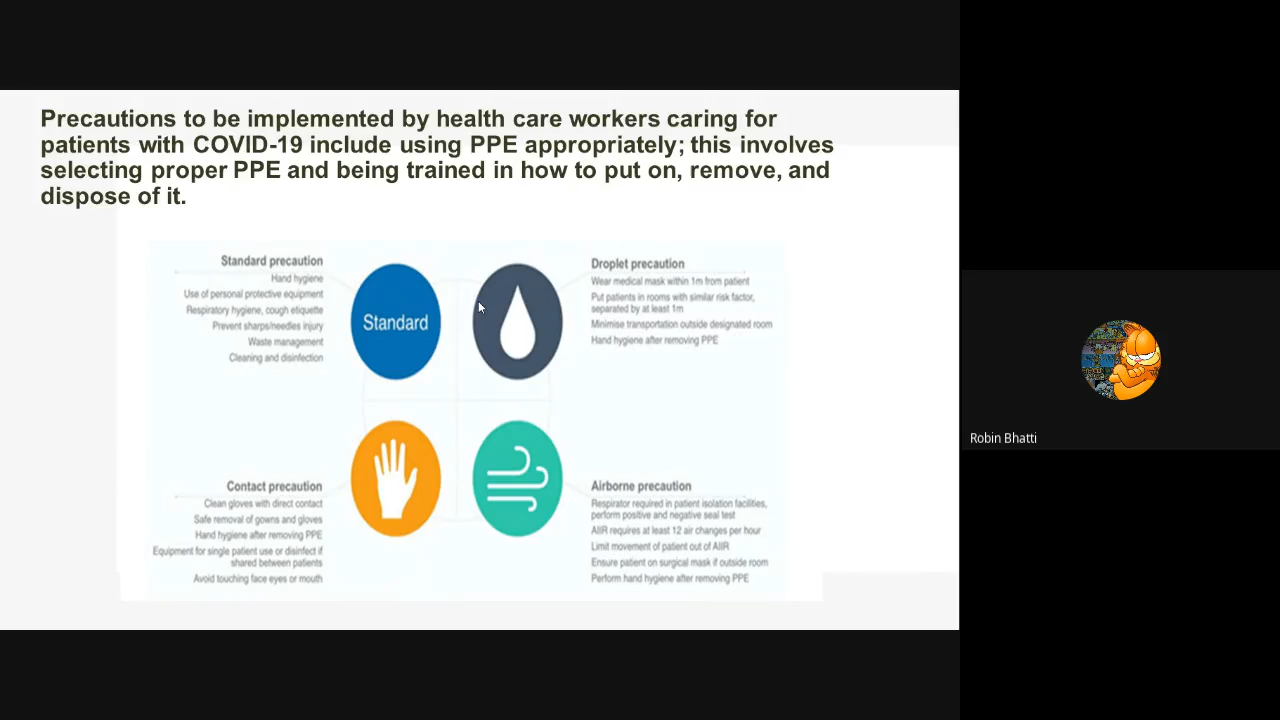 Precautions to be implemented by health care workers caring for
patients with COVID-19 include using PPE appropriately; this involves
selecting proper PPE and being trained in how to put on, remove, and
dispose of it.
Standard precaution
Hand hygiene
Use of personal protective equipment
Respiratory hygiene, cough etiquette
Prevent sharps/needles injury
Waste management
Cleaning and disinfection
Standard
Droplet precaution
Wear medical mask within 1m from patient
Put patients in rooms with similar risk factor,
separated by at least 1m
Minimise transportation outside designated room
Hand hygiene after removing PPE
Contact precaution
Clean gloves with direct contact
Safe removal of gowns and gloves
Hand hygiene after removing PPE
Equipment for single patient use or disinfect if
shared between patients
Avoid touching face eyes or mouth
Airborne precaution
Respirator required in patient isolation facilities,
perform positive and negative seal test
AIIR requires at least 12 air changes per hour
Limit movement of patient out of AIIR
Ensure patient on surgical mask if outside room
Perform hand hygiene after removing PPE
Robin Bhatti